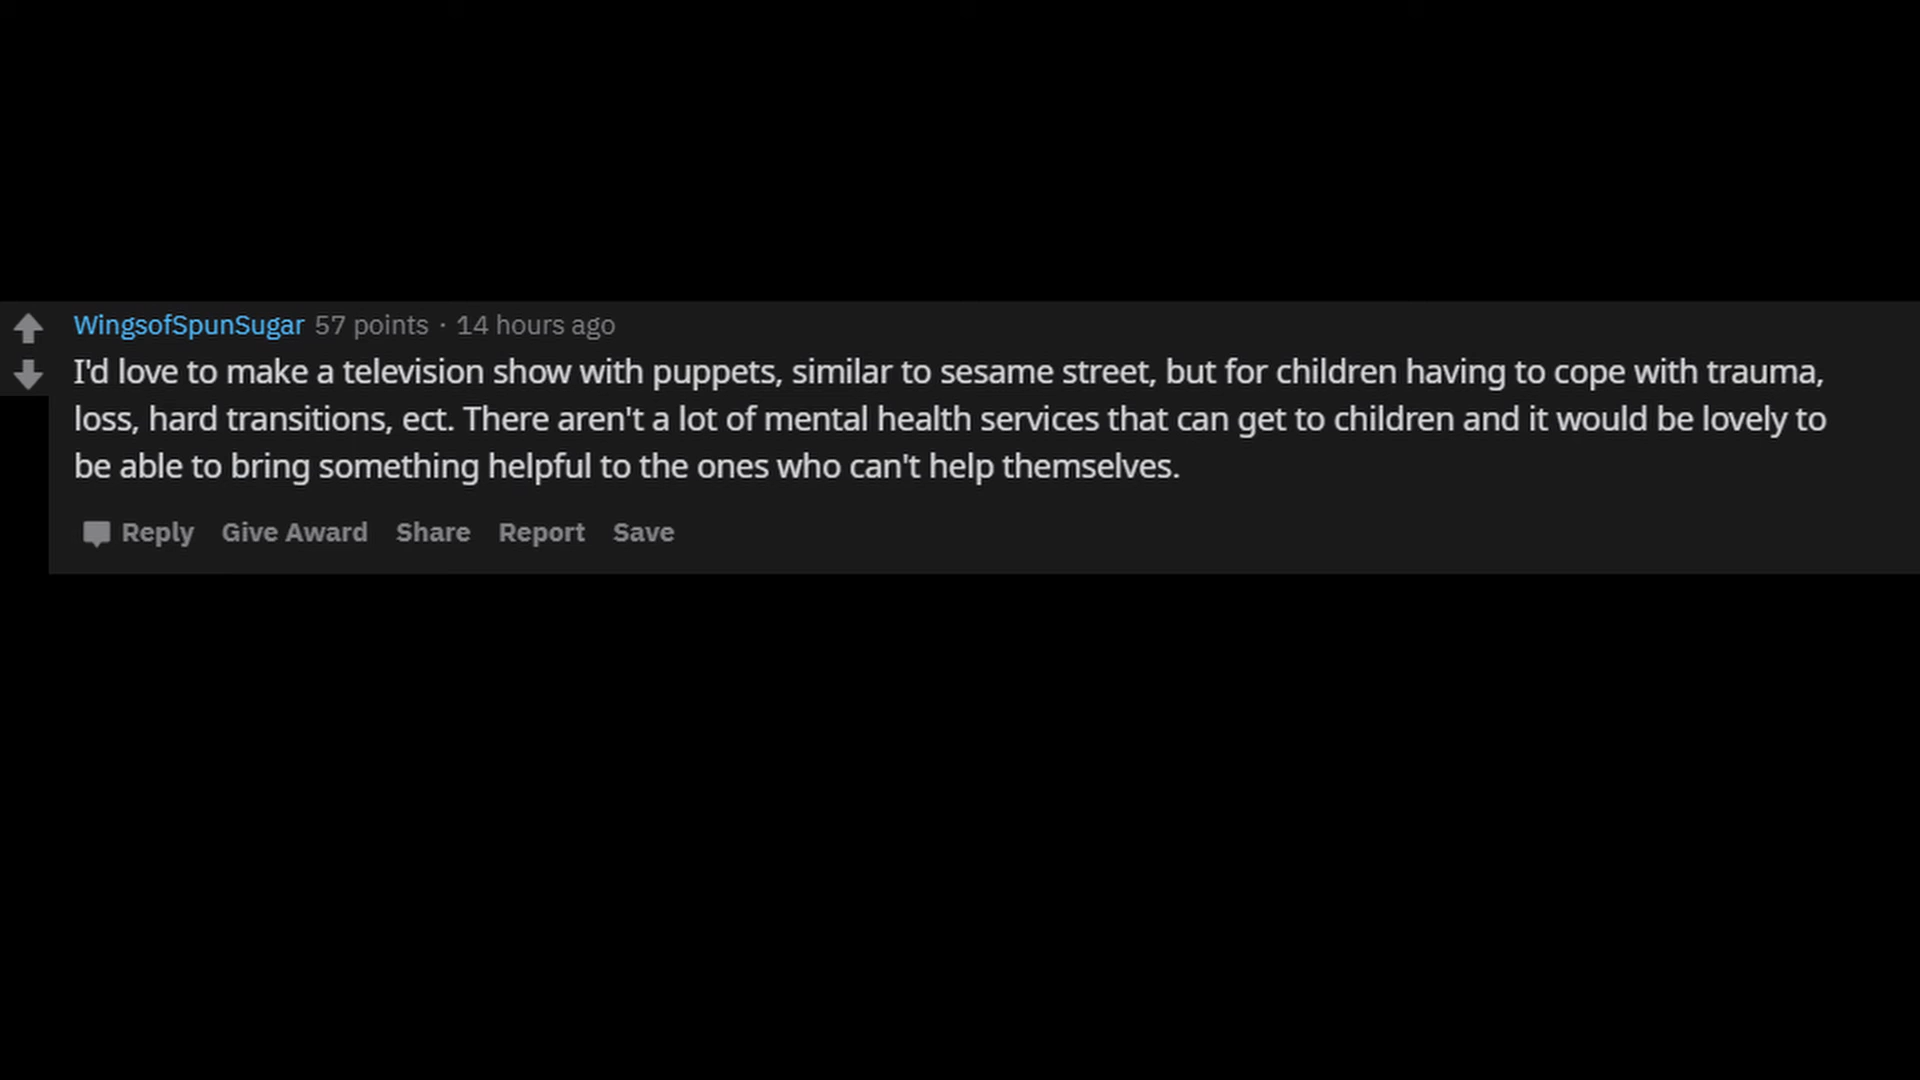 WingsofSpunSugar 57 points · 14 hours ago
I'd love to make a television show with puppets, similar to sesame street, but for children having to cope with trauma,
loss, hard transitions, ect. There aren't a lot of mental health services that can get to children and it would be lovely to
be able to bring something helpful to the ones who can't help themselves.
Reply Give Award Share Report Save